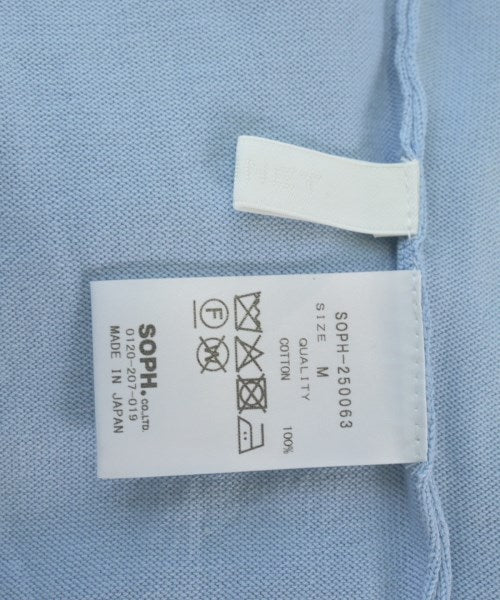 SOPH-250063
SIZE M
QUALITY
COTTON 100%
F
W
SOPH.CO.,LTD.
0120-207-019
MADE IN JAPAN